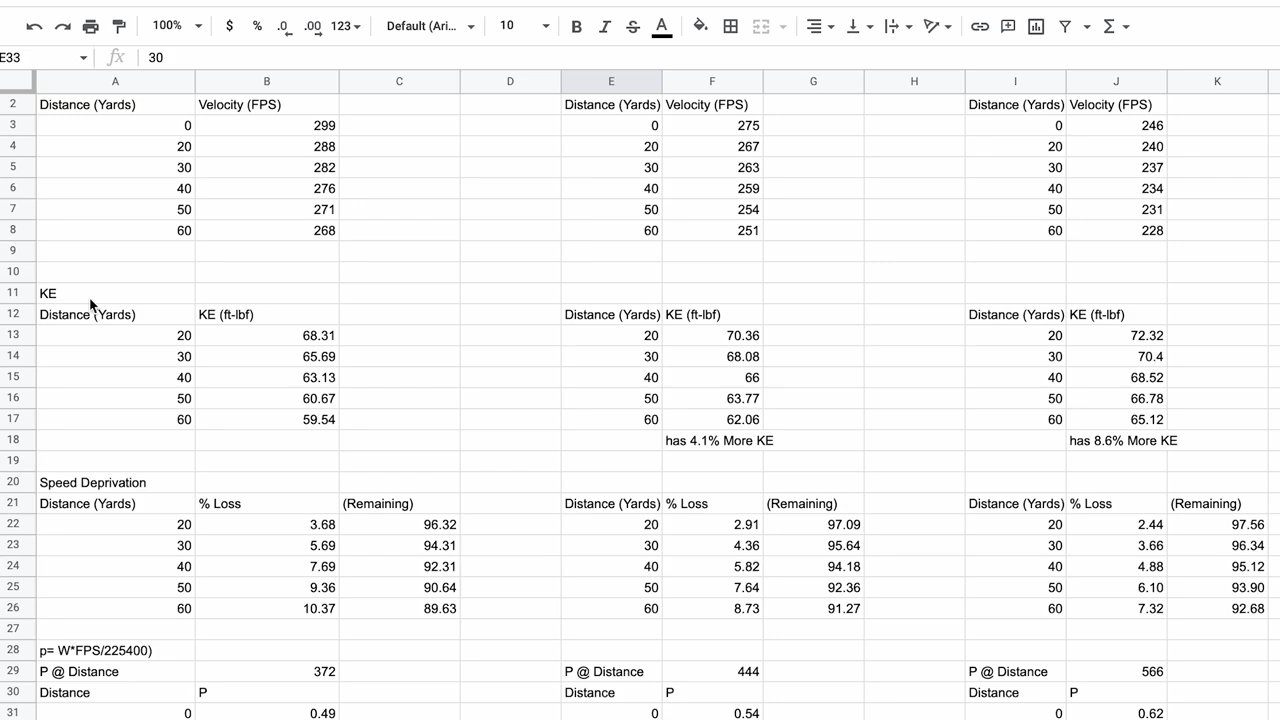 100% $ % .0 .00 123 Default (Ari... 10 B I S A
E33 fx 30
A B C D E F G H I J K
2 Distance (Yards) Velocity (FPS) Distance (Yards) Velocity (FPS) Distance (Yards) Velocity (FPS)
3 0 299 0 275 0 246
4 20 288 20 267 20 240
5 30 282 30 263 30 237
6 40 276 40 259 40 234
7 50 271 50 254 50 231
8 60 268 60 251 60 228
9
10
11 KE
12 Distance (Yards) KE (ft-lbf) Distance (Yards) KE (ft-lbf) Distance (Yards) KE (ft-lbf)
13 20 68.31 20 70.36 20 72.32
14 30 65.69 30 68.08 30 70.4
15 40 63.13 40 66 40 68.52
16 50 60.67 50 63.77 50 66.78
17 60 59.54 60 62.06 60 65.12
18 has 4.1% More KE has 8.6% More KE
19
20 Speed Deprivation
21 Distance (Yards) % Loss (Remaining) Distance (Yards) % Loss (Remaining) Distance (Yards) % Loss (Remaining)
22 20 3.68 96.32 20 2.91 97.09 20 2.44 97.56
23 30 5.69 94.31 30 4.36 95.64 30 3.66 96.34
24 40 7.69 92.31 40 5.82 94.18 40 4.88 95.12
25 50 9.36 90.64 50 7.64 92.36 50 6.10 93.90
26 60 10.37 89.63 60 8.73 91.27 60 7.32 92.68
27
28 p= W*FPS/225400)
29 P @ Distance 372 P @ Distance 444 P @ Distance 566
30 Distance P Distance P Distance P
31 0 0.49 0 0.54 0 0.62